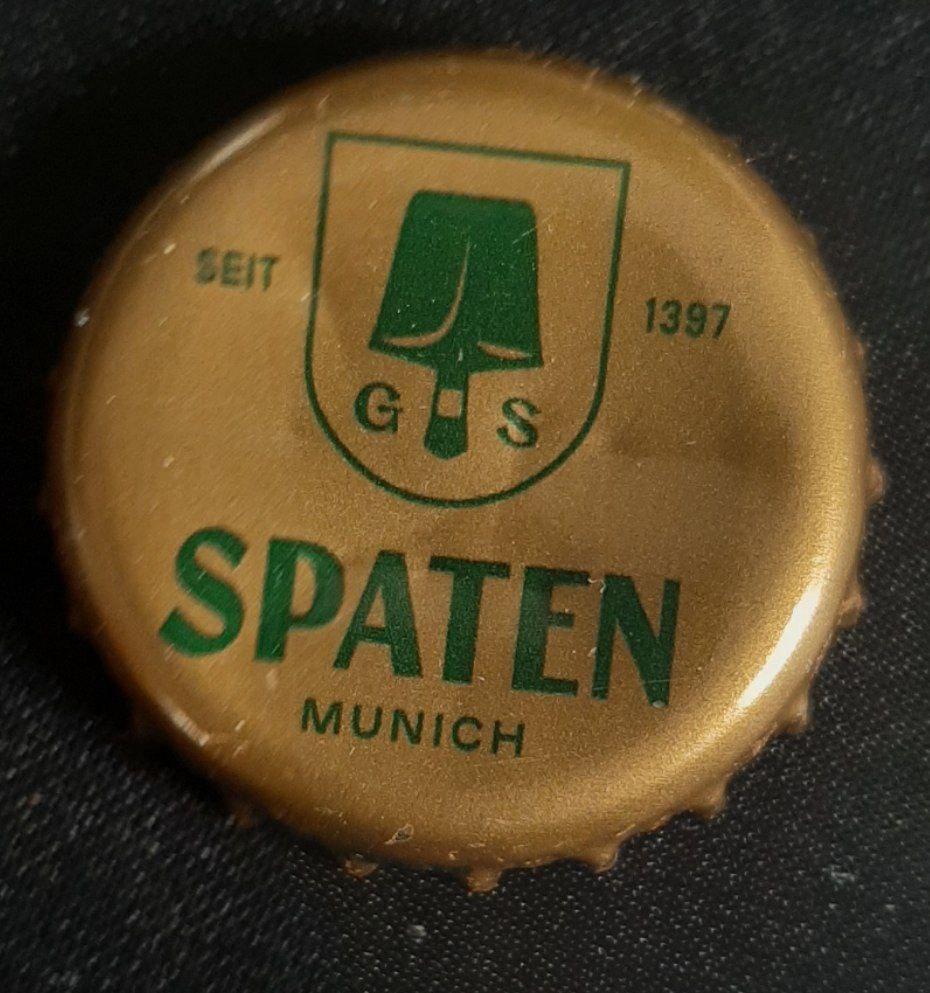 SEIT 1397
G S
SPATEN
MUNICH